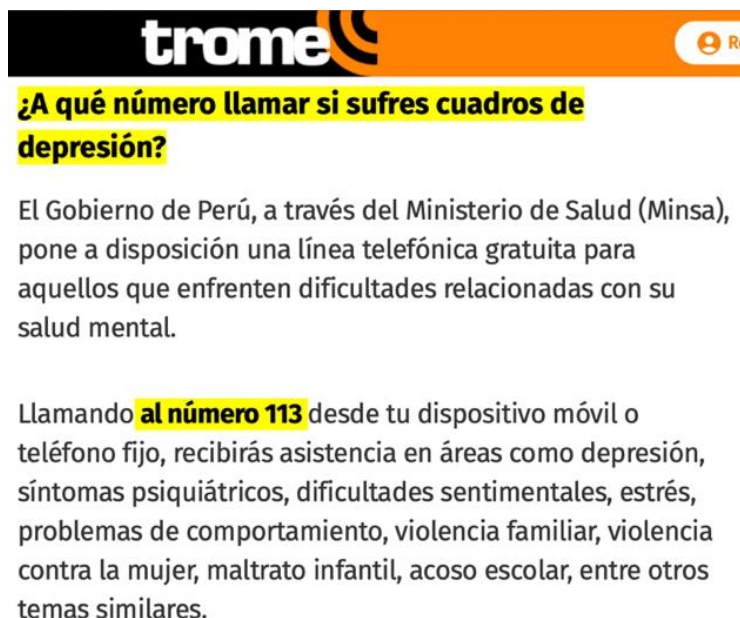 trome
¿A qué número llamar si sufres cuadros de
depresión?
El Gobierno de Perú, a través del Ministerio de Salud (Minsa),
pone a disposición una línea telefónica gratuita para
aquellos que enfrenten dificultades relacionadas con su
salud mental.
Llamando al número 113 desde tu dispositivo móvil o
teléfono fijo, recibirás asistencia en áreas como depresión,
síntomas psiquiátricos, dificultades sentimentales, estrés,
problemas de comportamiento, violencia familiar, violencia
contra la mujer, maltrato infantil, acoso escolar, entre otros
temas similares.